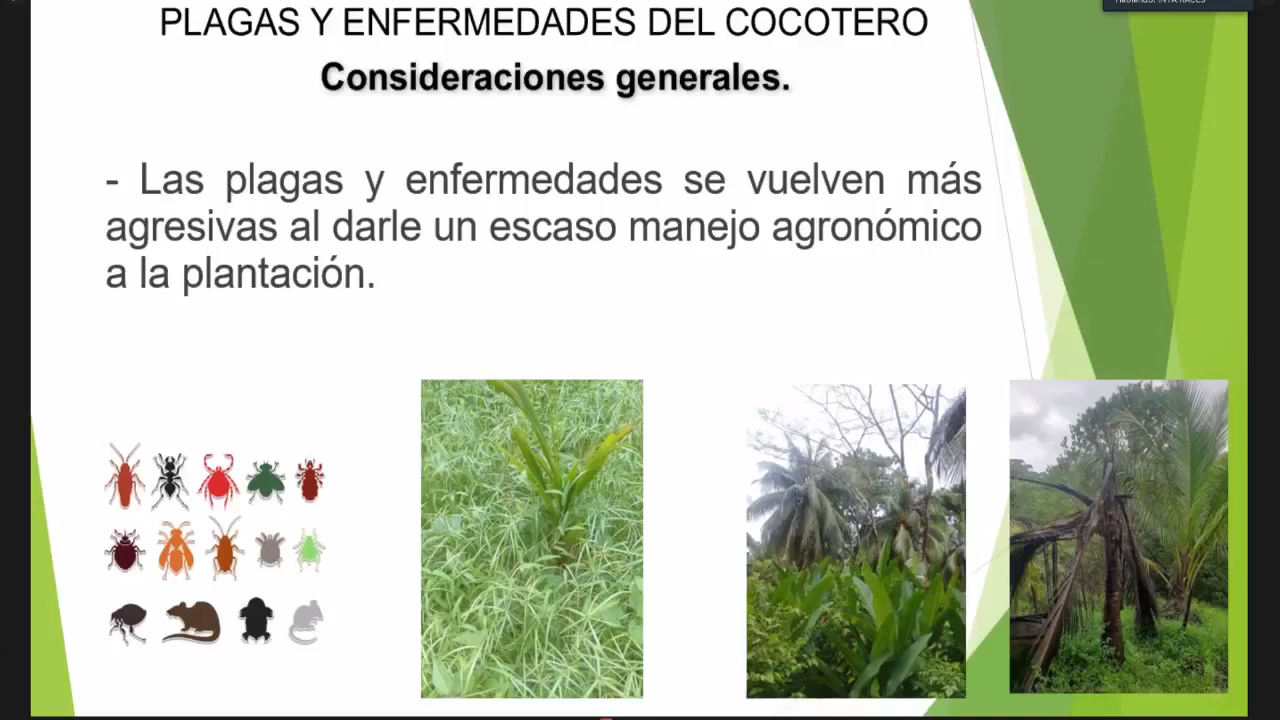 PLAGAS Y ENFERMEDADES DEL COCOTERO
Consideraciones generales.
- Las plagas y enfermedades se vuelven más
agresivas al darle un escaso manejo agronómico
a la plantación.